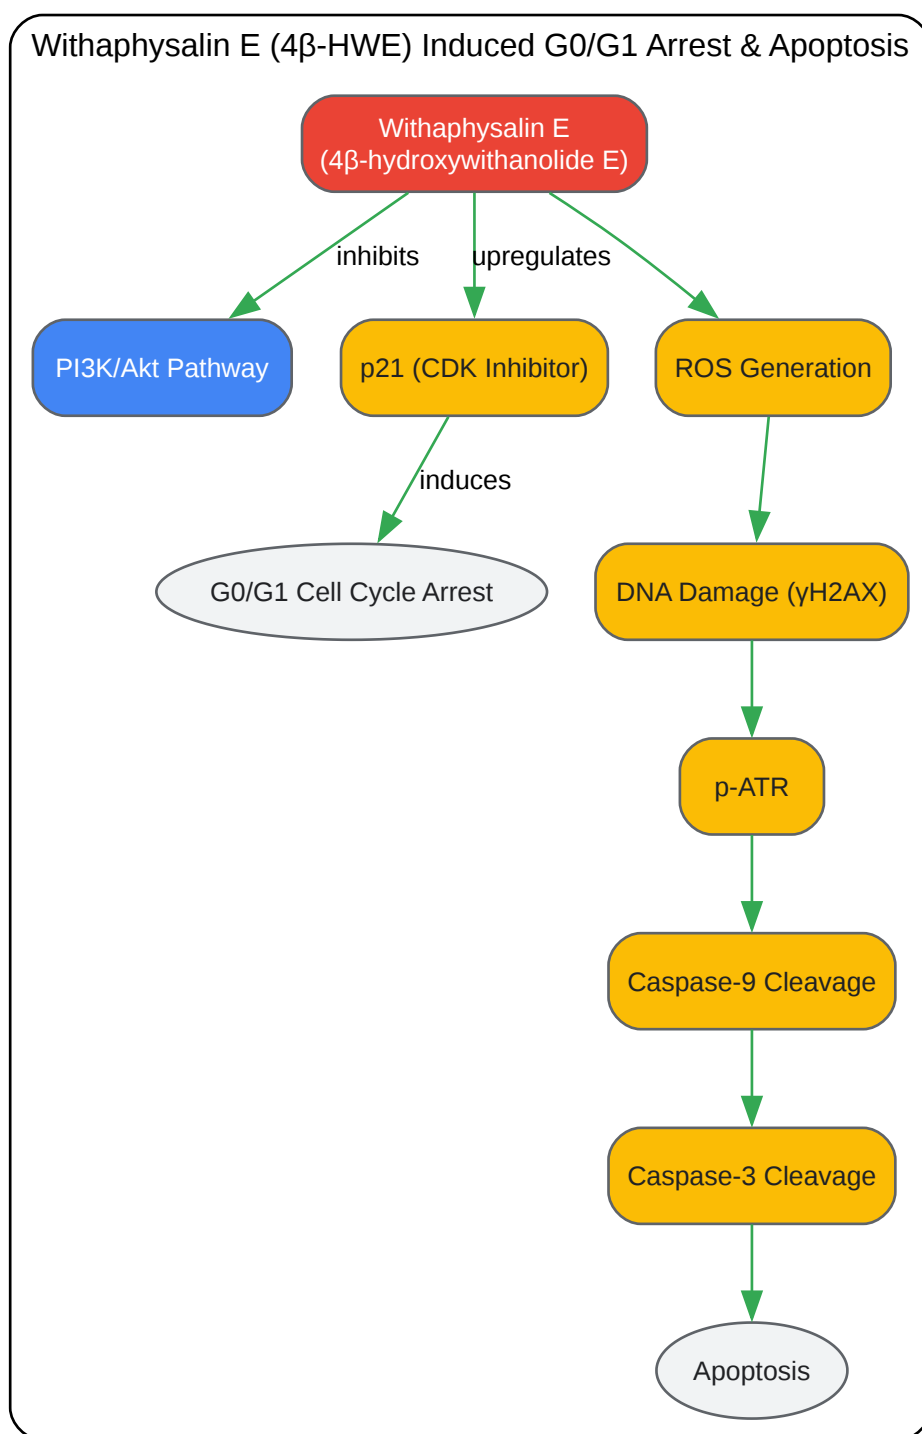 Withaphysalin E (4β-HWE) Induced G0/G1 Arrest & Apoptosis
Withaphysalin E
(4β-hydroxywithanolide E)
inhibits
upregulates
PI3K/Akt Pathway
p21 (CDK Inhibitor)
ROS Generation
induces
G0/G1 Cell Cycle Arrest
DNA Damage (γH2AX)
p-ATR
Caspase-9 Cleavage
Caspase-3 Cleavage
Apoptosis